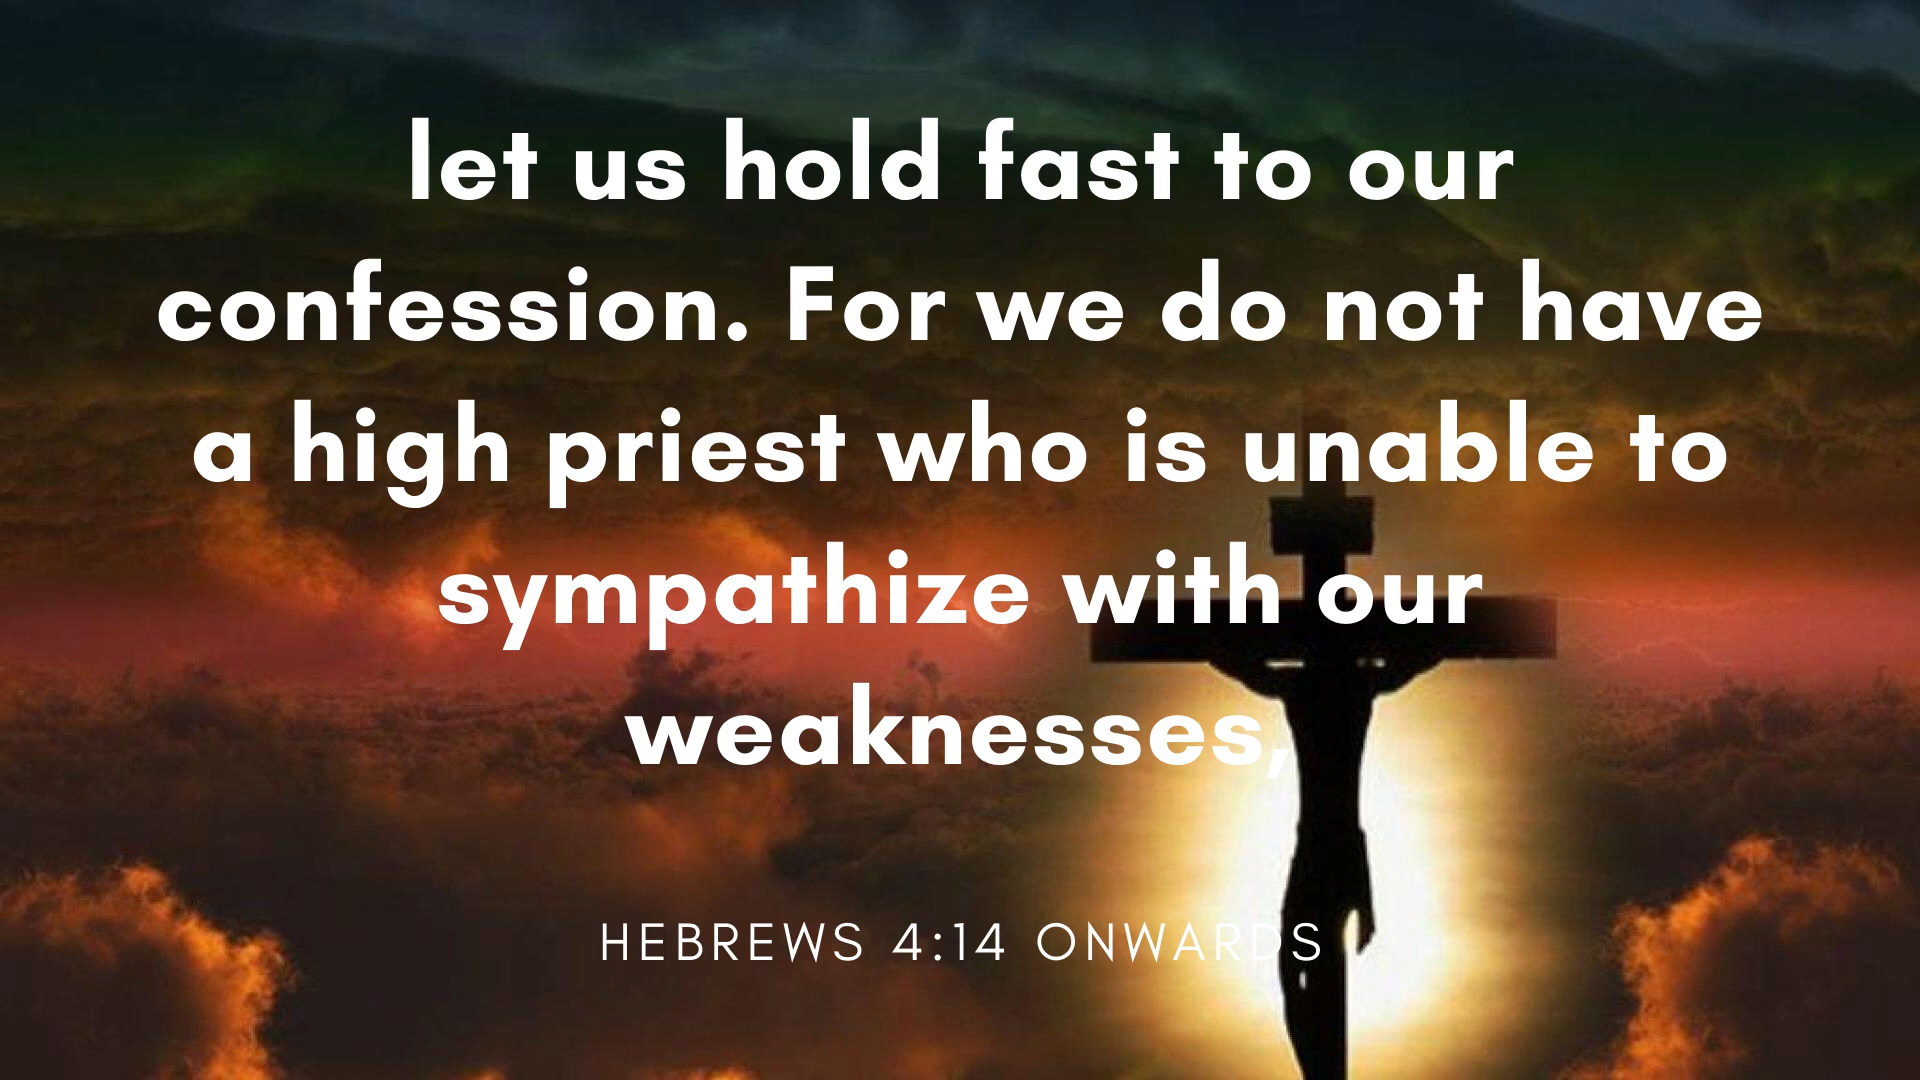 let us hold fast to our
confession. For we do not have
a high priest who is unable to
sympathize with our
weaknesses,
HEBREWS 4:14 ONWARDS